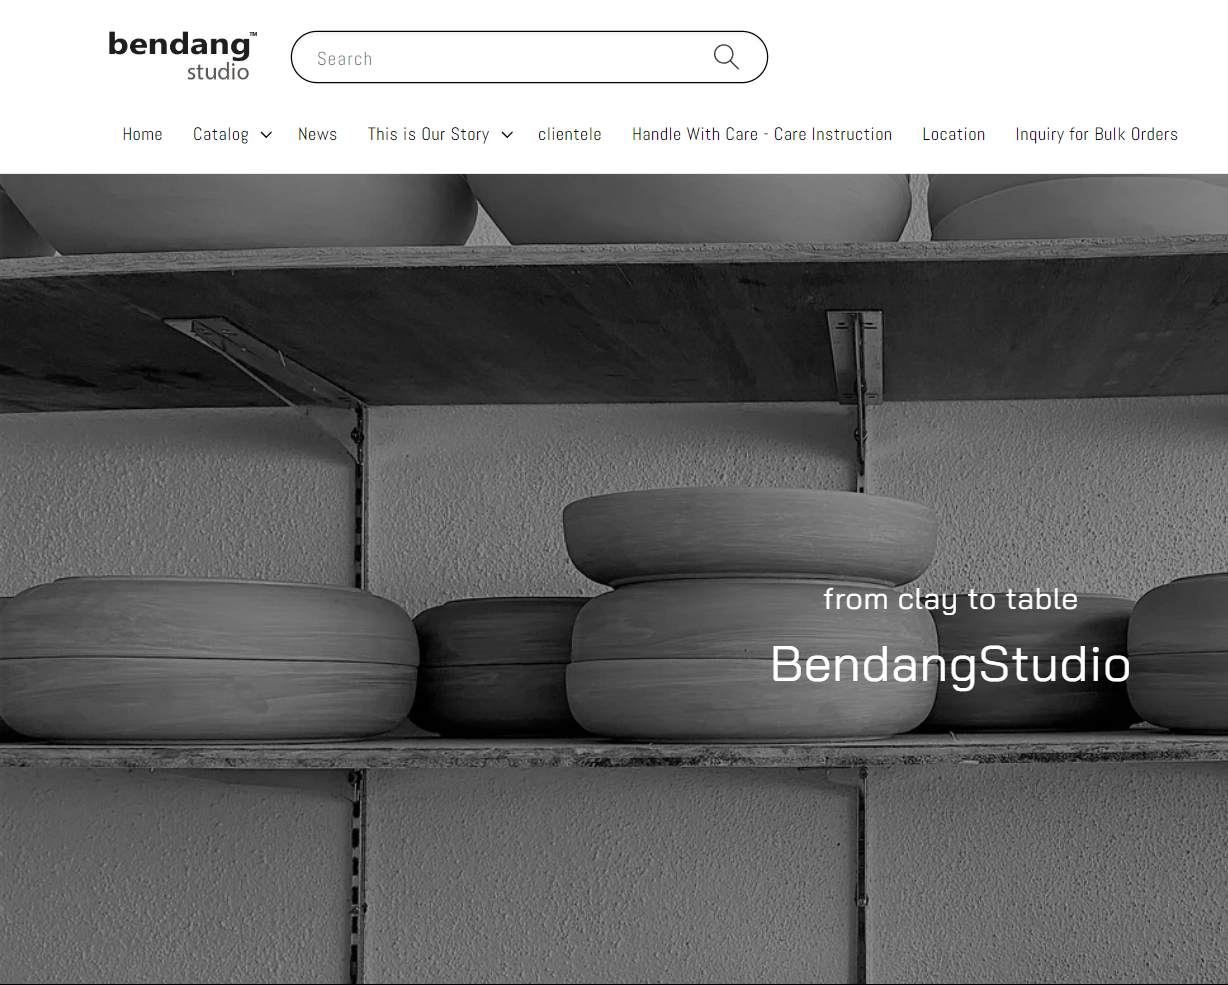 bendang™
studio
Search
Home Catalog News This is Our Story clientele Handle With Care - Care Instruction Location Inquiry for Bulk Orders
from clay to table
BendangStudio